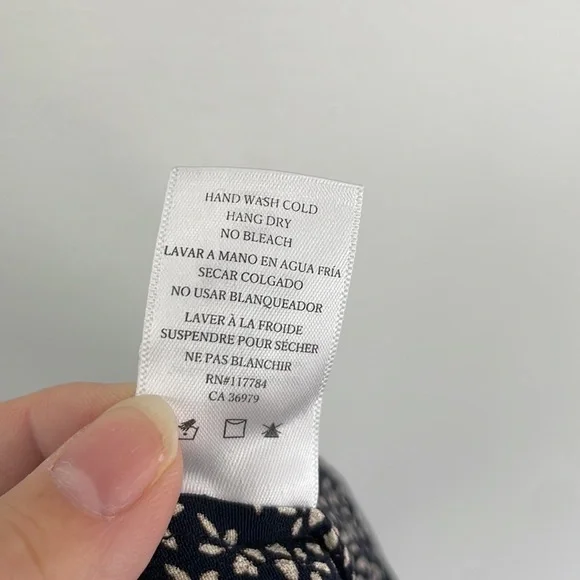 HAND WASH COLD
HANG DRY
NO BLEACH
LAVAR A MANO EN AGUA FRÍA
SECAR COLGADO
NO USAR BLANQUEADOR
LAVER À LA FROIDE
SUSPENDRE POUR SÈCHER
NE PAS BLANCHIR
RN#117784
CA 36979